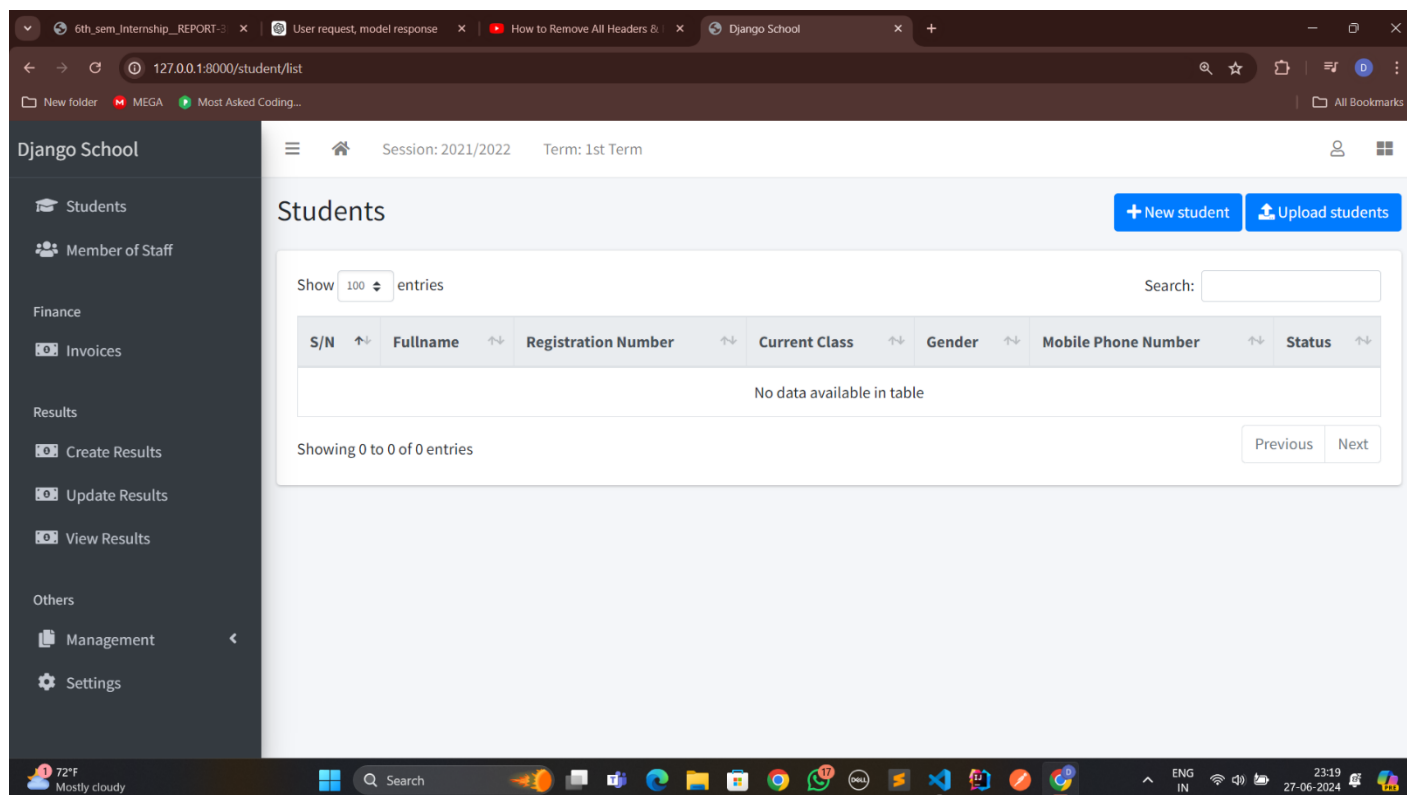 6th_sem_Internship__REPORT-3
User request, model response
How to Remove All Headers &
Django School
127.0.0.1:8000/student/list
D
New folder
MEGA
Most Asked Coding...
All Bookmarks
Django School
Session: 2021/2022
Term: 1st Term
Students
Member of Staff
Finance
Invoices
Results
Create Results
Update Results
View Results
Others
Management
Settings
Students
New student
Upload students
Show 100 entries
Search:
S/N Fullname Registration Number Current Class Gender Mobile Phone Number Status
No data available in table
Showing 0 to 0 of 0 entries
Previous Next
1
72°F
Mostly cloudy
Search
17
DELL
ENG
IN
23:19
27-06-2024
PRE